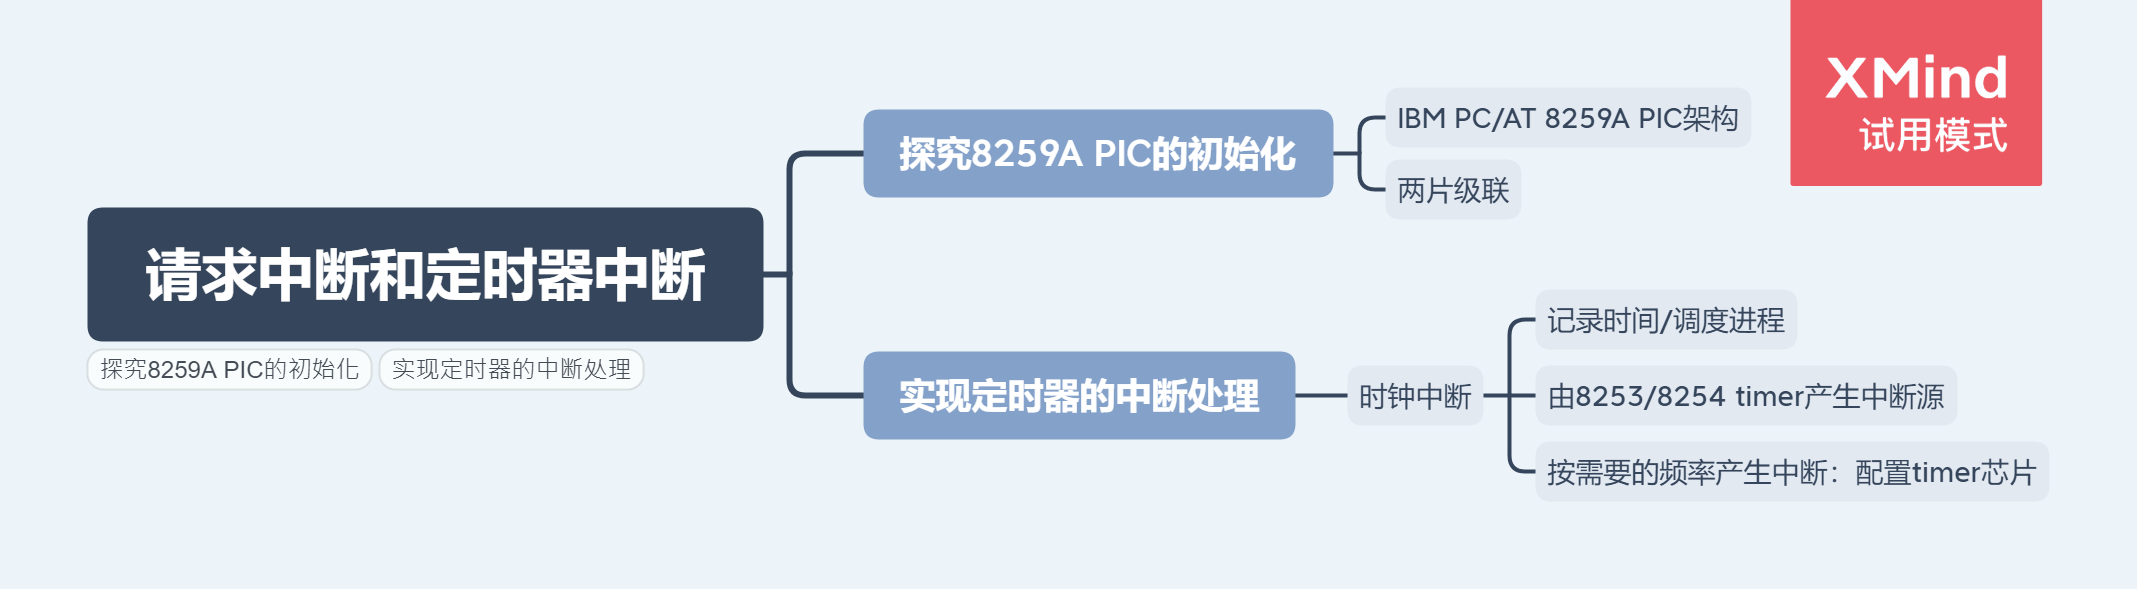 XMind
试用模式
请求中断和定时器中断
探究8259A PIC的初始化
实现定时器的中断处理
探究8259A PIC的初始化
IBM PC/AT 8259A PIC架构
两片级联
实现定时器的中断处理
时钟中断
记录时间/调度进程
由8253/8254 timer产生中断源
按需要的频率产生中断：配置timer芯片